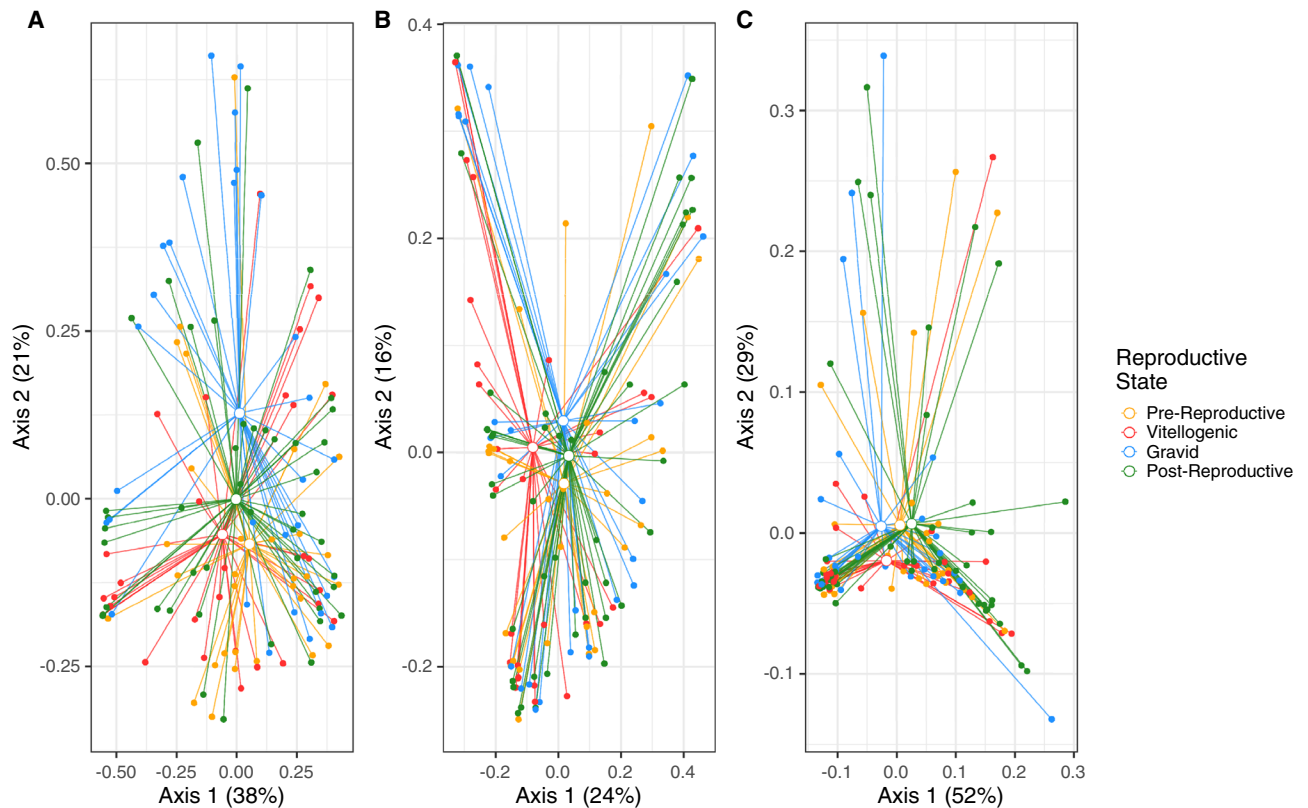 A
B
C
Axis 2 (21%)
0.50
0.25
0.00
-0.25
-0.50
-0.25
0.00
0.25
Axis 1 (38%)
Axis 2 (16%)
0.4
0.2
0.0
-0.2
-0.2
0.0
0.2
0.4
Axis 1 (24%)
Axis 2 (29%)
0.3
0.2
0.1
0.0
-0.1
-0.1
0.0
0.1
0.2
0.3
Axis 1 (52%)
Reproductive
State
Pre-Reproductive
Vitellogenic
Gravid
Post-Reproductive